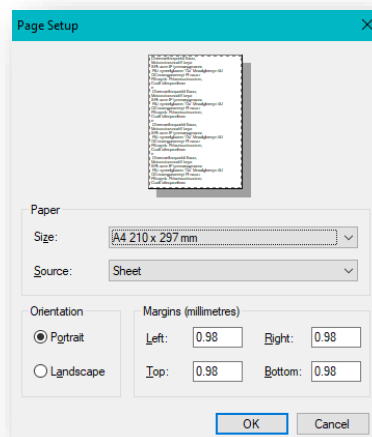 Page Setup
Paper
Size: A4 210 x 297 mm
Source: Sheet
Orientation
Portrait
Landscape
Margins (millimetres)
Left: 0.98 Right: 0.98
Top: 0.98 Bottom: 0.98
OK Cancel